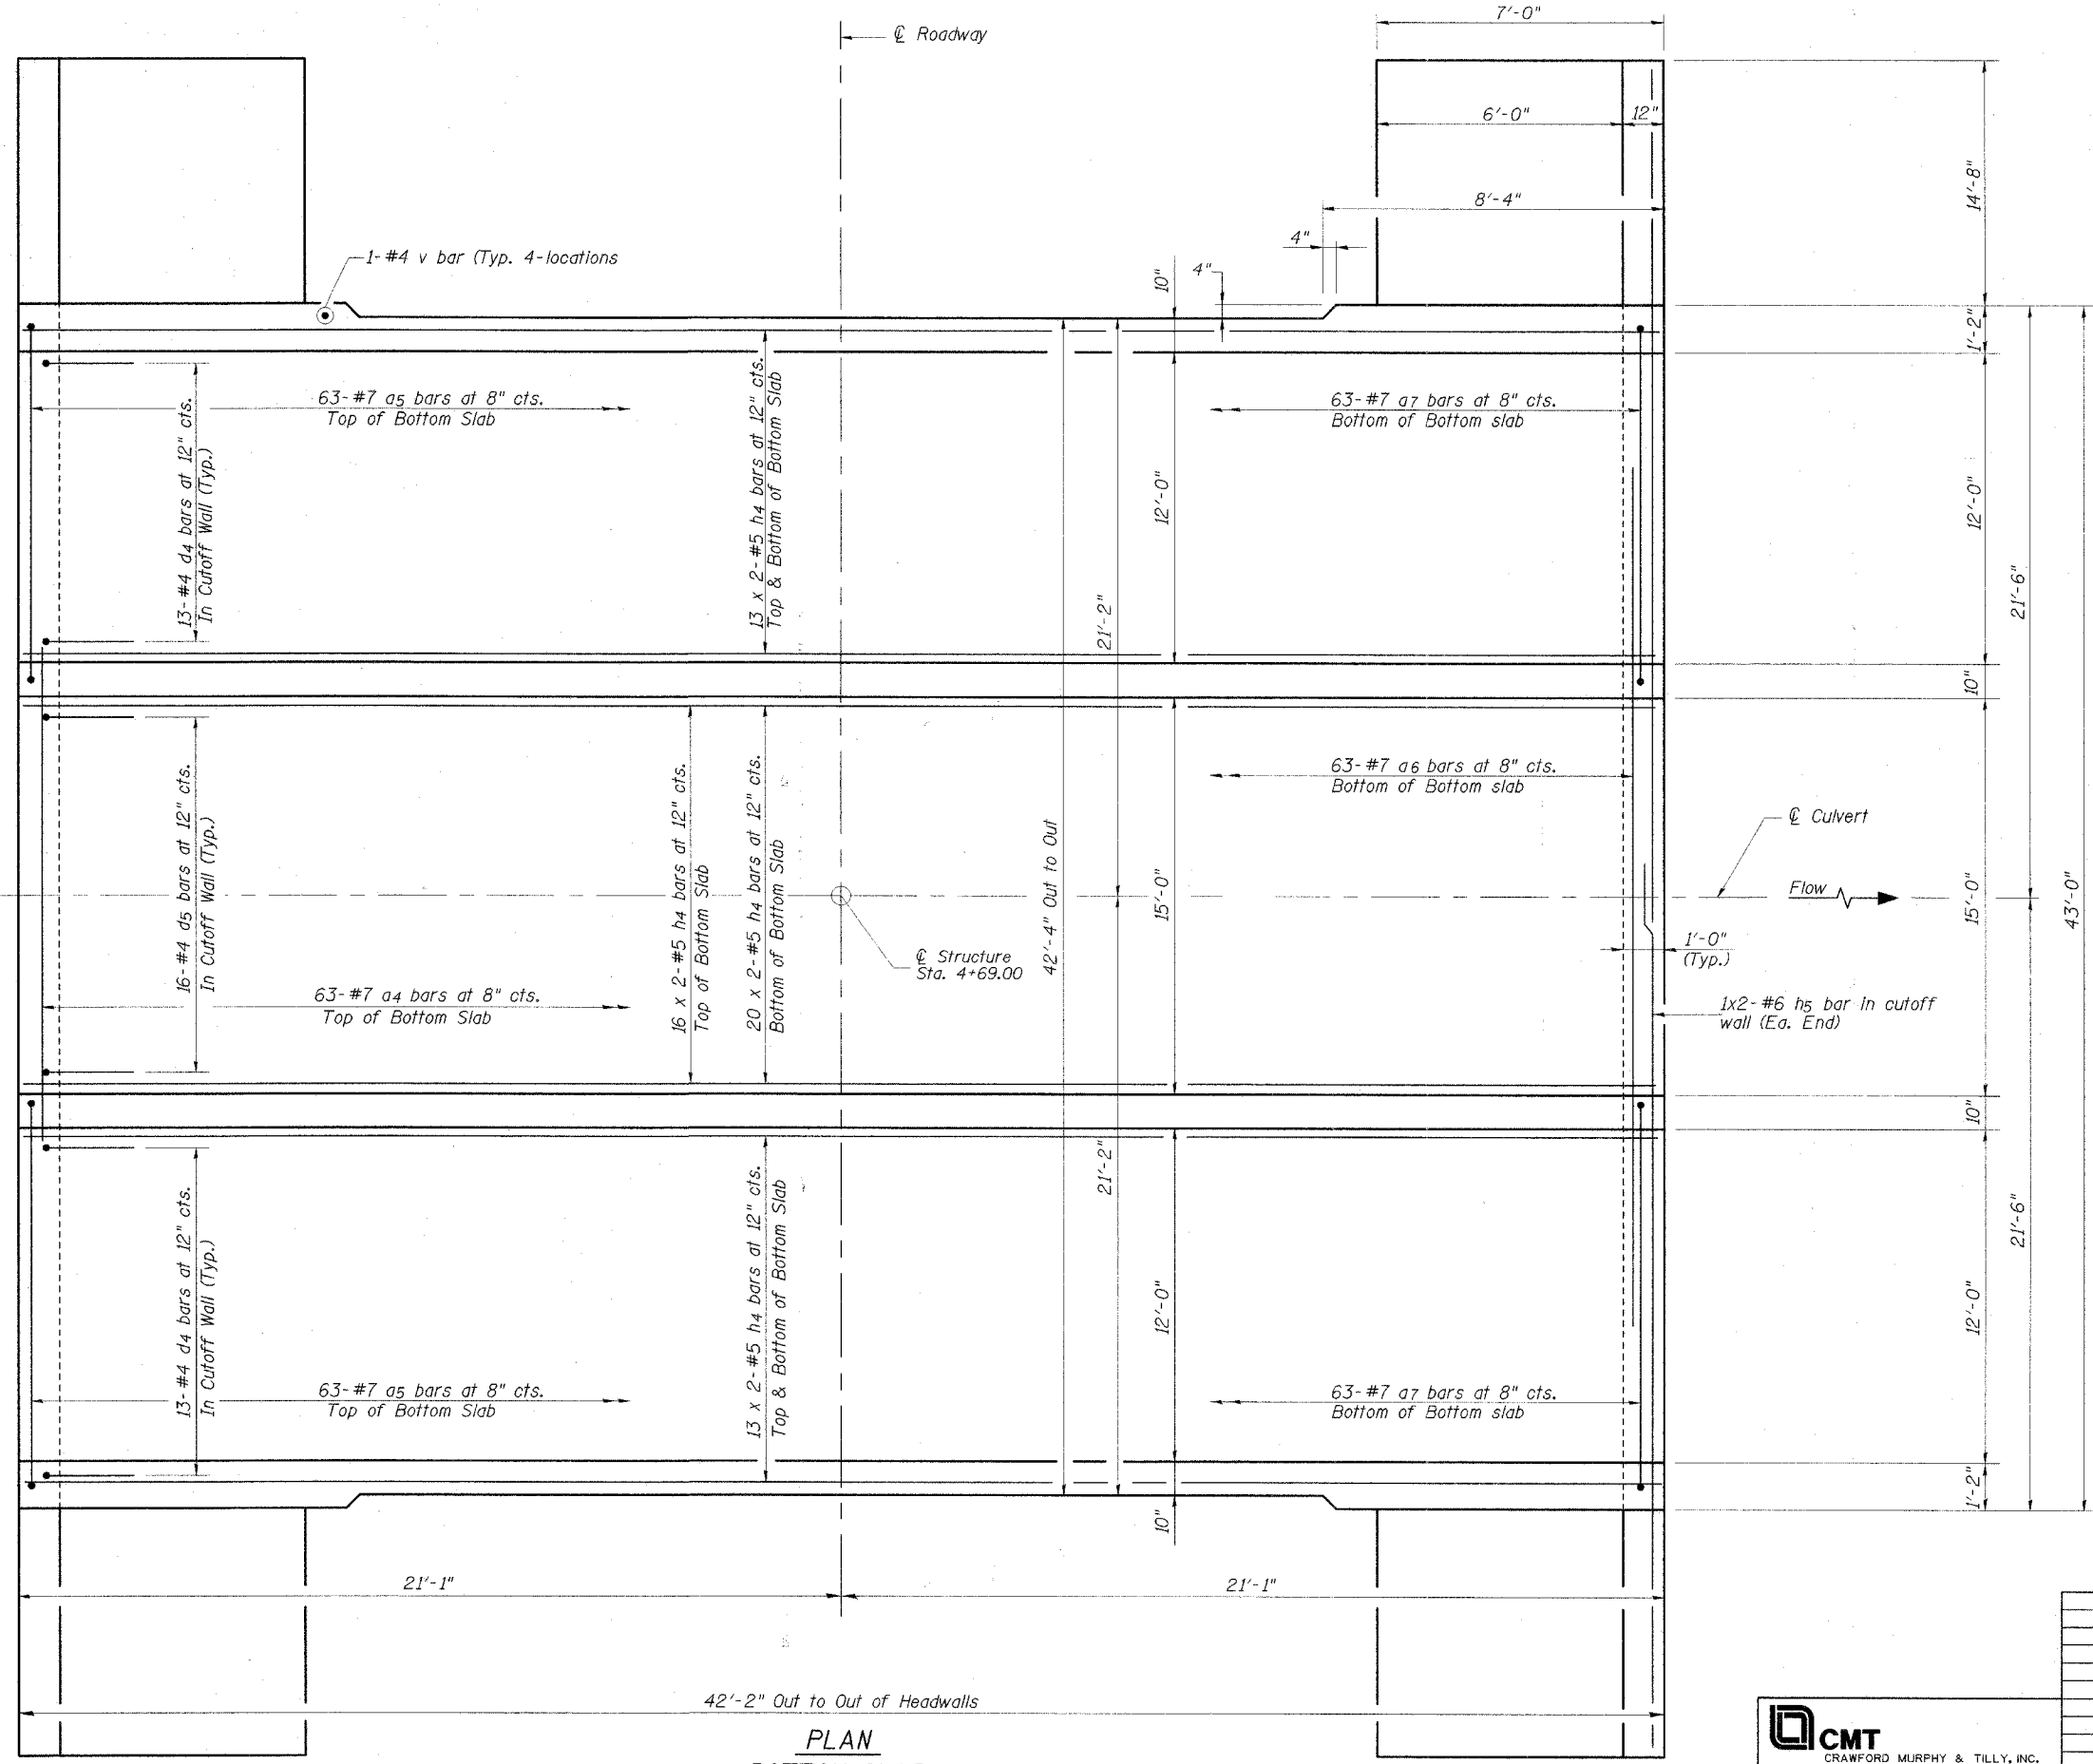 7'-0"
℄ Roadway
6'-0"
12"
14'-8"
8'-4"
4"
4"
10"
1-#4 v bar (Typ. 4-locations
1'-2"
63-#7 a5 bars at 8" cts.
Top of Bottom Slab
63-#7 a7 bars at 8" cts.
Bottom of Bottom slab
13-#4 d4 bars at 12" cts.
In Cutoff Wall (Typ.)
13 x 2-#5 h4 bars at 12" cts.
Top & Bottom of Bottom Slab
12'-0"
12'-0"
21'-2"
21'-6"
10"
63-#7 a6 bars at 8" cts.
Bottom of Bottom slab
16-#4 d5 bars at 12" cts.
In Cutoff Wall (Typ.)
16 x 2-#5 h4 bars at 12" cts.
Top of Bottom Slab
20 x 2-#5 h4 bars at 12" cts.
Bottom of Bottom Slab
42'-4" Out to Out
15'-0"
℄ Culvert
Flow
15'-0"
43'-0"
℄ Structure
Sta. 4+69.00
1'-0"
(Typ.)
63-#7 a4 bars at 8" cts.
Top of Bottom Slab
1x2-#6 h5 bar in cutoff
wall (Ea. End)
10"
21'-2"
21'-6"
13-#4 d4 bars at 12" cts.
In Cutoff Wall (Typ.)
13 x 2-#5 h4 bars at 12" cts.
Top & Bottom of Bottom Slab
12'-0"
12'-0"
63-#7 a5 bars at 8" cts.
Top of Bottom Slab
63-#7 a7 bars at 8" cts.
Bottom of Bottom slab
1'-2"
10"
21'-1"
21'-1"
42'-2" Out to Out of Headwalls
PLAN
CMT
CRAWFORD MURPHY & TILLY, INC.